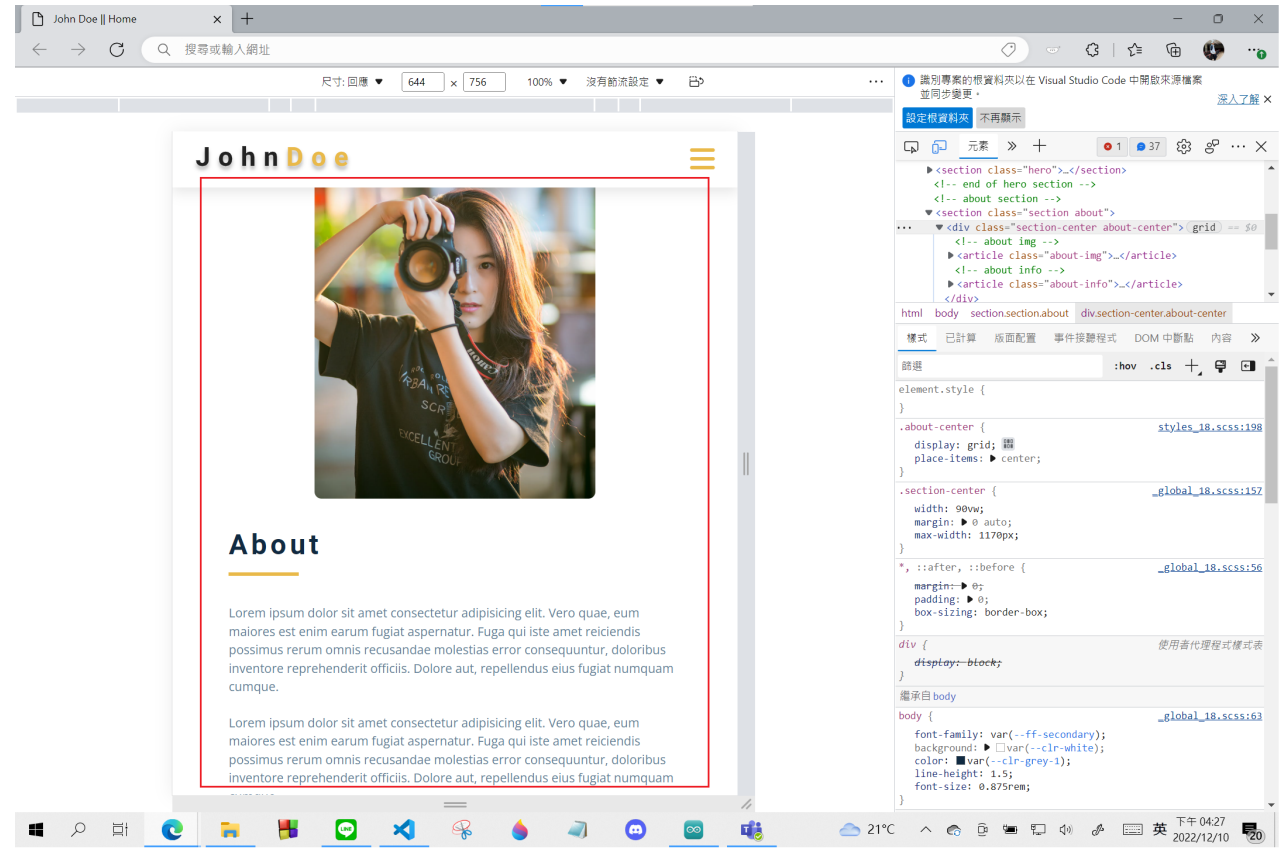 John Doe || Home
搜尋或輸入網址
尺寸: 回應 ▼ 644 x 756 100% ▼ 沒有節流設定 ▼
識別專案的根資料夾以在 Visual Studio Code 中開啟來源檔案
並同步變更。
深入了解
設定根資料夾 不再顯示
元素 1 37
JohnDoe
<section class="hero">…</section>
<!-- end of hero section -->
<!-- about section -->
<section class="section about">
<div class="section-center about-center"> grid == $0
<!-- about img -->
<article class="about-img">…</article>
<!-- about info -->
<article class="about-info">…</article>
</div>
html body section.section.about div.section-center.about-center
樣式 已計算 版面配置 事件接聽程式 DOM 中斷點 內容
篩選 :hov .cls
element.style {
}
.about-center { styles_18.scss:198
display: grid;
place-items: center;
}
.section-center { _global_18.scss:157
width: 90vw;
margin: 0 auto;
max-width: 1170px;
}
*, ::after, ::before { _global_18.scss:56
margin: 0;
padding: 0;
box-sizing: border-box;
}
div { 使用者代理程式樣式表
display: block;
}
繼承自 body
body { _global_18.scss:63
font-family: var(--ff-secondary);
background: var(--clr-white);
color: var(--clr-grey-1);
line-height: 1.5;
font-size: 0.875rem;
}
URBAN RE
SCR
EXCELLENT
GROUP
About
Lorem ipsum dolor sit amet consectetur adipisicing elit. Vero quae, eum
maiores est enim earum fugiat aspernatur. Fuga qui iste amet reiciendis
possimus rerum omnis recusandae molestias error consequuntur, doloribus
inventore reprehenderit officiis. Dolore aut, repellendus eius fugiat numquam
cumque.
Lorem ipsum dolor sit amet consectetur adipisicing elit. Vero quae, eum
maiores est enim earum fugiat aspernatur. Fuga qui iste amet reiciendis
possimus rerum omnis recusandae molestias error consequuntur, doloribus
inventore reprehenderit officiis. Dolore aut, repellendus eius fugiat numquam
LINE
21°C 英 下午 04:27
2022/12/10 20